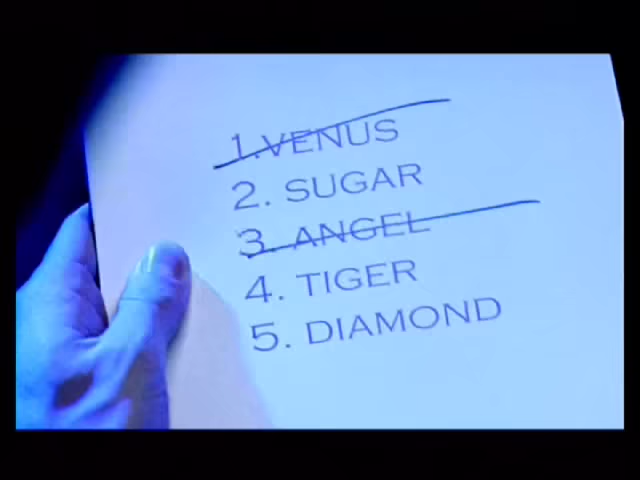 1. VENUS
2. SUGAR
3. ANGEL
4. TIGER
5. DIAMOND